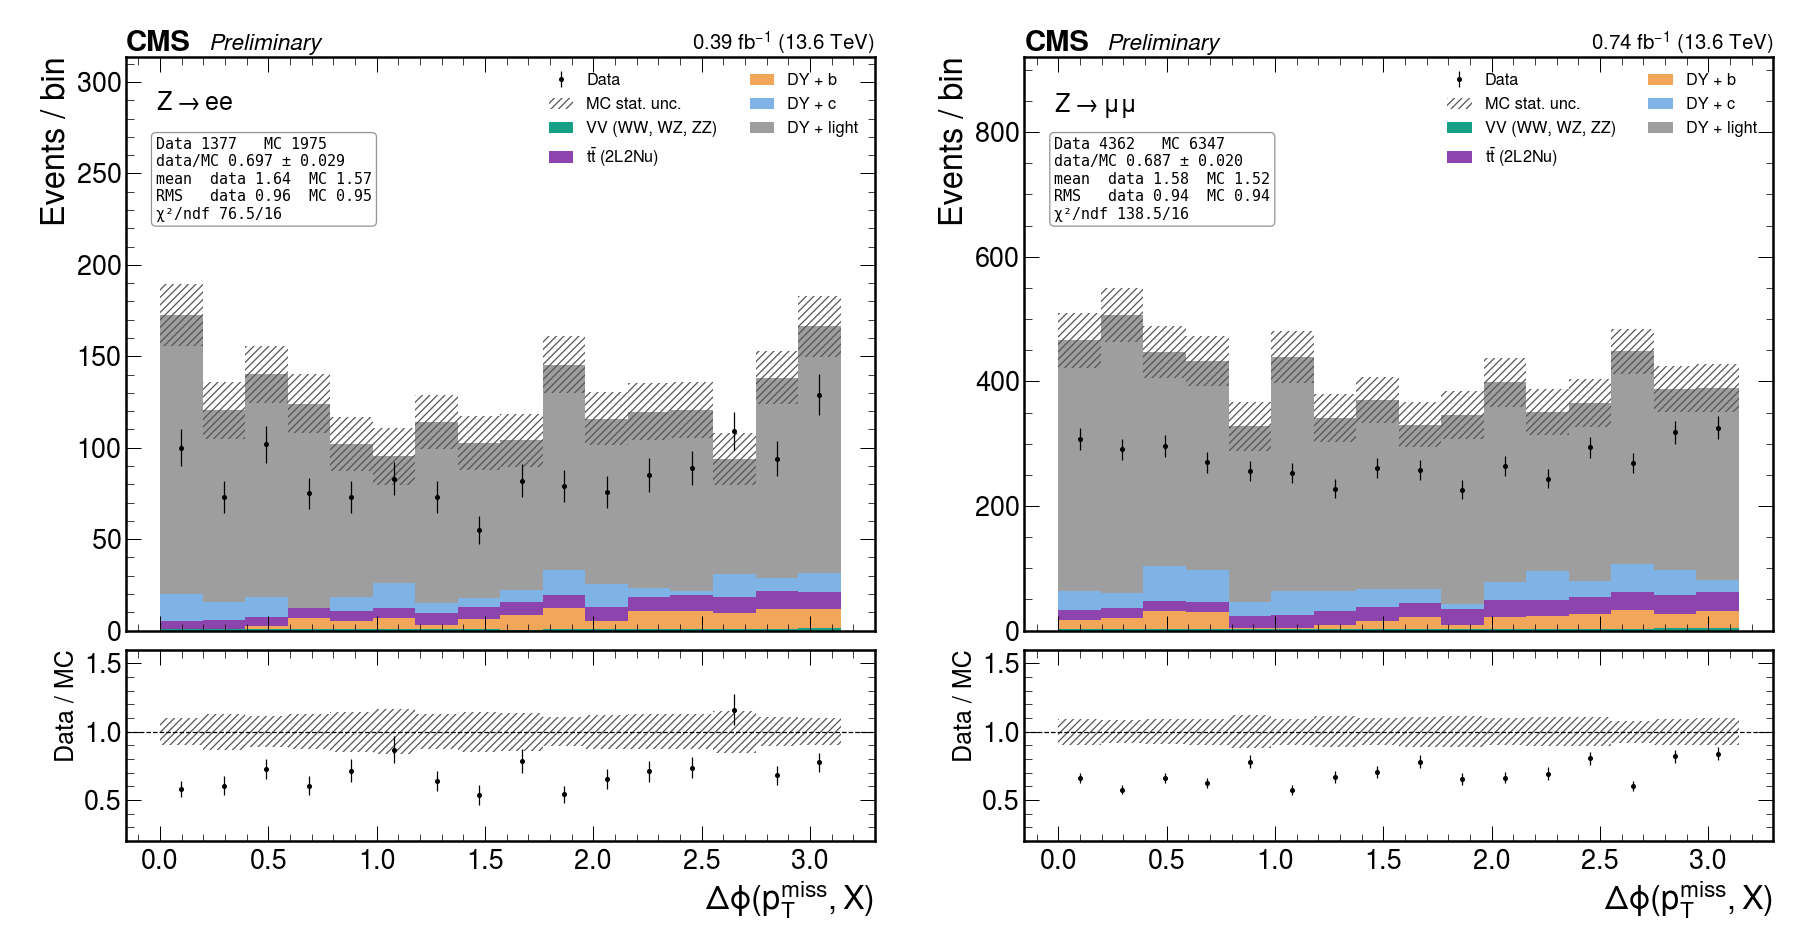 CMS Preliminary 0.39 fb⁻¹ (13.6 TeV)
Events / bin
Z → ee
Data 1377 MC 1975
data/MC 0.697 ± 0.029
mean data 1.64 MC 1.57
RMS data 0.96 MC 0.95
χ²/ndf 76.5/16
Data
MC stat. unc.
VV (WW, WZ, ZZ)
tt̄ (2L2Nu)
DY + b
DY + c
DY + light
300
250
200
150
100
50
0
Data / MC
1.5
1.0
0.5
0.0 0.5 1.0 1.5 2.0 2.5 3.0
Δϕ(p_T^miss, X)
CMS Preliminary 0.74 fb⁻¹ (13.6 TeV)
Events / bin
Z → μμ
Data 4362 MC 6347
data/MC 0.687 ± 0.020
mean data 1.58 MC 1.52
RMS data 0.94 MC 0.94
χ²/ndf 138.5/16
Data
MC stat. unc.
VV (WW, WZ, ZZ)
tt̄ (2L2Nu)
DY + b
DY + c
DY + light
800
600
400
200
0
Data / MC
1.5
1.0
0.5
0.0 0.5 1.0 1.5 2.0 2.5 3.0
Δϕ(p_T^miss, X)